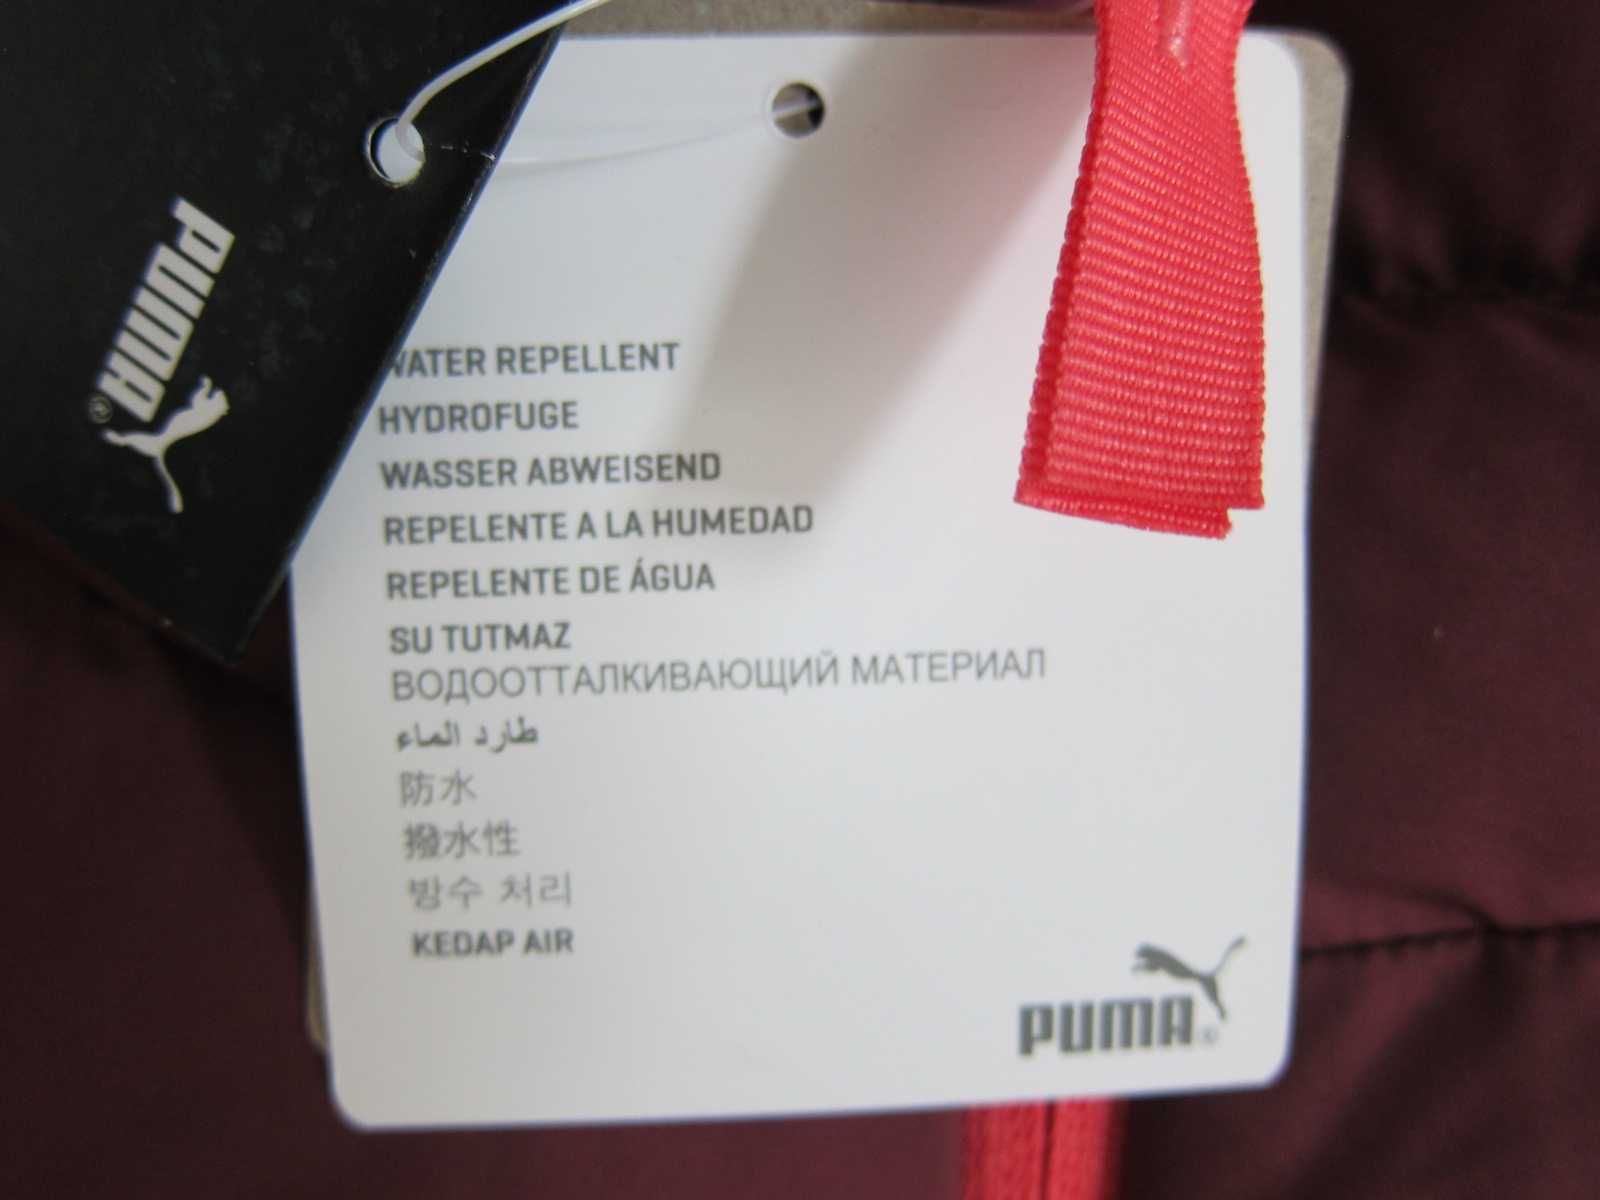 PUMA®
WATER REPELLENT
HYDROFUGE
WASSER ABWEISEND
REPELENTE A LA HUMEDAD
REPELENTE DE ÁGUA
SU TUTMAZ
ВОДООТТАЛКИВАЮЩИЙ МАТЕРИАЛ
طارد الماء
防水
撥水性
방수 처리
KEDAP AIR
PUMA®